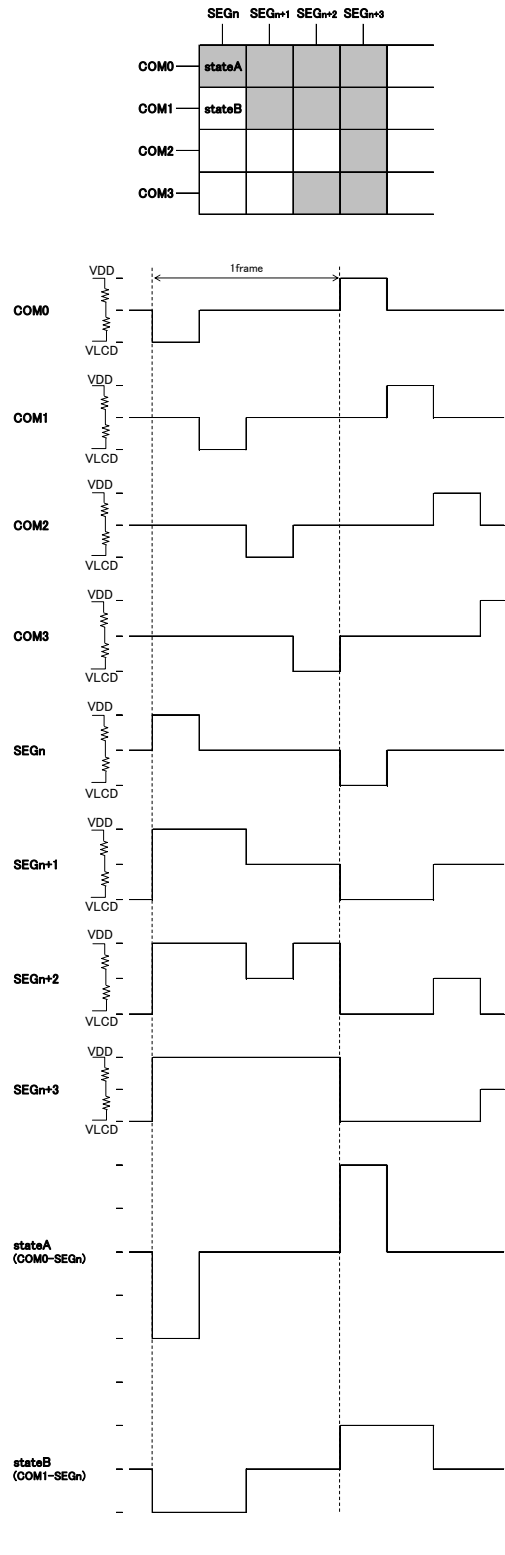 SEGn SEGn+1 SEGn+2 SEGn+3
COM0 stateA
COM1 stateB
COM2
COM3
1frame
VDD
COM0
VLCD
VDD
COM1
VLCD
VDD
COM2
VLCD
VDD
COM3
VLCD
VDD
SEGn
VLCD
VDD
SEGn+1
VLCD
VDD
SEGn+2
VLCD
VDD
SEGn+3
VLCD
stateA
(COM0-SEGn)
stateB
(COM1-SEGn)